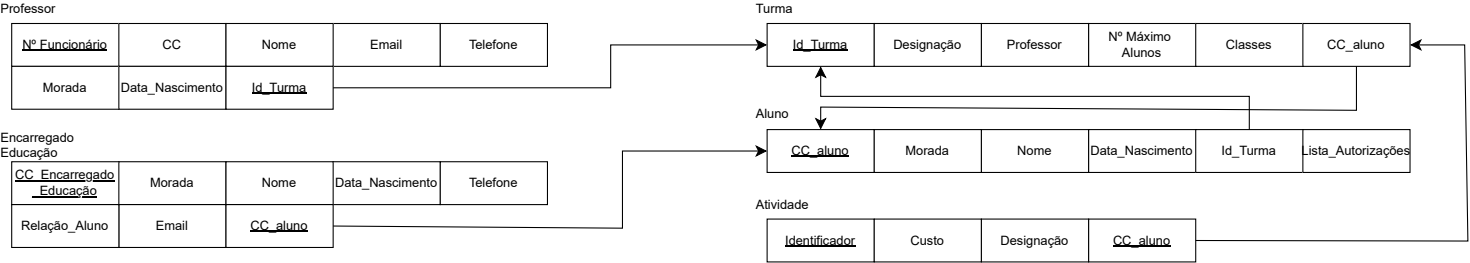 Professor
Nº Funcionário CC Nome Email Telefone
Morada Data_Nascimento Id_Turma
Encarregado
Educação
CC_Encarregado
_Educação Morada Nome Data_Nascimento Telefone
Relação_Aluno Email CC_aluno
Turma
Id_Turma Designação Professor Nº Máximo
Alunos Classes CC_aluno
Aluno
CC_aluno Morada Nome Data_Nascimento Id_Turma Lista_Autorizações
Atividade
Identificador Custo Designação CC_aluno